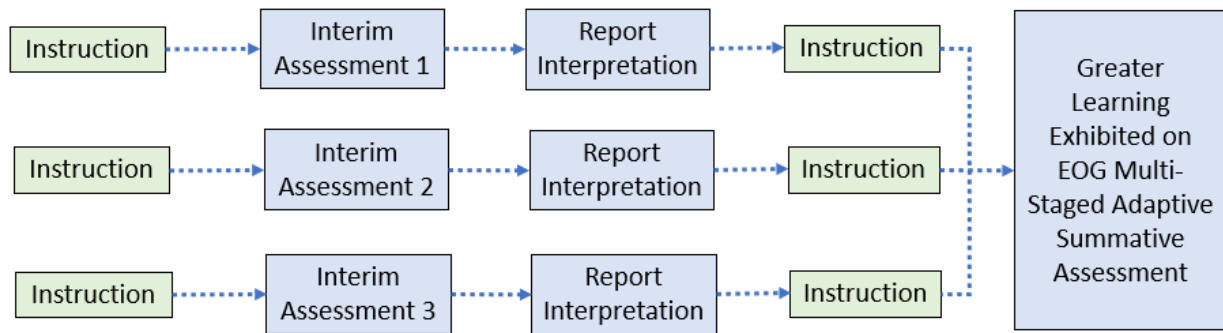 Instruction
Interim
Assessment 1
Report
Interpretation
Instruction
Instruction
Interim
Assessment 2
Report
Interpretation
Instruction
Instruction
Interim
Assessment 3
Report
Interpretation
Instruction
Greater
Learning
Exhibited on
EOG Multi-
Staged Adaptive
Summative
Assessment